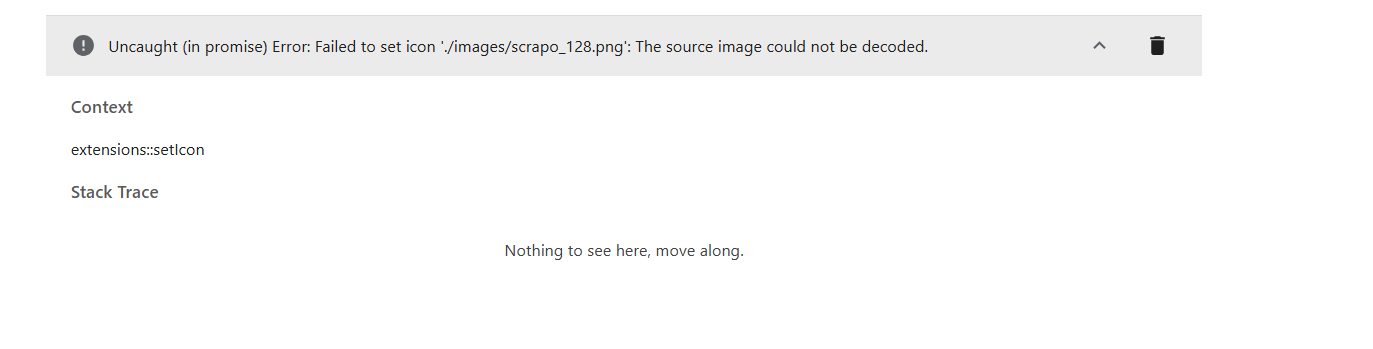 Uncaught (in promise) Error: Failed to set icon './images/scrapo_128.png': The source image could not be decoded.
Context
extensions::setIcon
Stack Trace
Nothing to see here, move along.